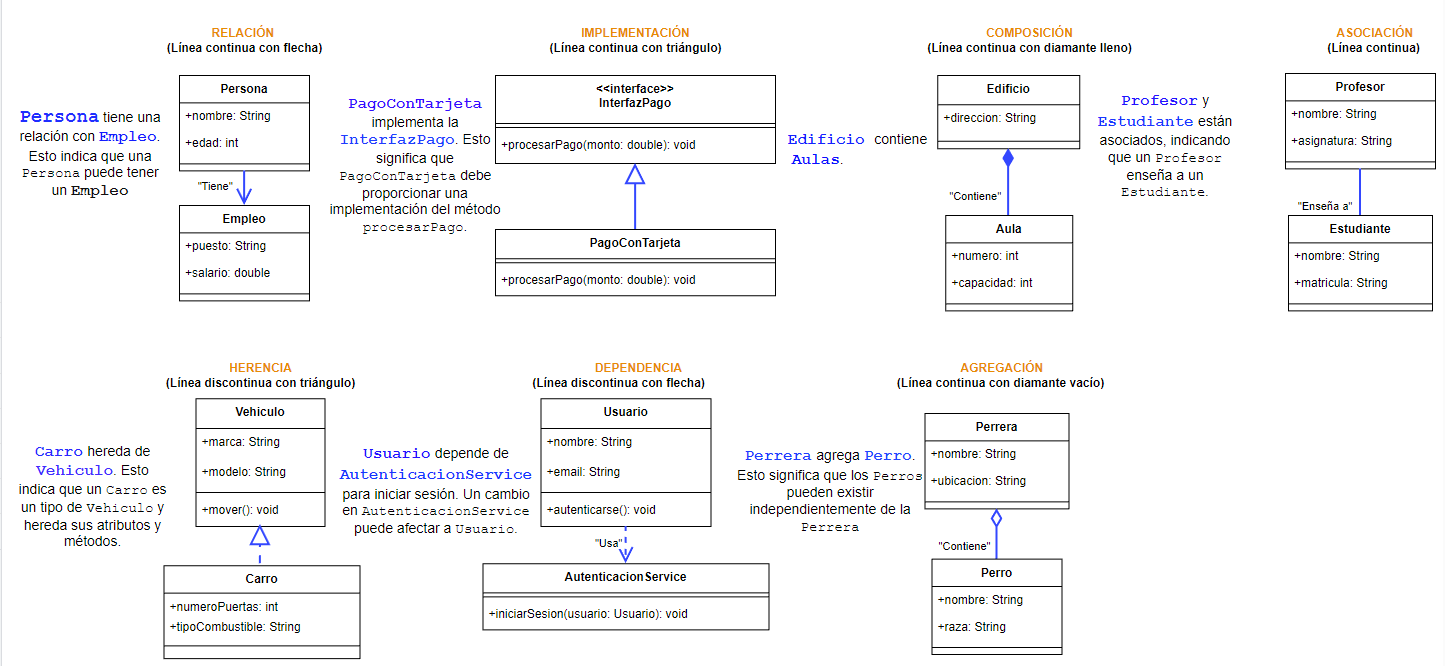 RELACIÓN
(Línea continua con flecha)
Persona tiene una
relación con Empleo.
Esto indica que una
Persona puede tener
un Empleo
Persona
+nombre: String
+edad: int
"Tiene"
Empleo
+puesto: String
+salario: double
IMPLEMENTACIÓN
(Línea continua con triángulo)
PagoConTarjeta
implementa la
InterfazPago. Esto
significa que
PagoConTarjeta debe
proporcionar una
implementación del método
procesarPago.
<<interface>>
InterfazPago
+procesarPago(monto: double): void
PagoConTarjeta
+procesarPago(monto: double): void
COMPOSICIÓN
(Línea continua con diamante lleno)
Edificio contiene
Aulas.
Edificio
+direccion: String
"Contiene"
Aula
+numero: int
+capacidad: int
ASOCIACIÓN
(Línea continua)
Profesor y
Estudiante están
asociados, indicando
que un Profesor
enseña a un
Estudiante.
Profesor
+nombre: String
+asignatura: String
"Enseña a"
Estudiante
+nombre: String
+matricula: String
HERENCIA
(Línea discontinua con triángulo)
Carro hereda de
Vehiculo. Esto
indica que un Carro es
un tipo de Vehiculo y
hereda sus atributos y
métodos.
Vehiculo
+marca: String
+modelo: String
+mover(): void
Carro
+numeroPuertas: int
+tipoCombustible: String
DEPENDENCIA
(Línea discontinua con flecha)
Usuario depende de
AutenticacionService
para iniciar sesión. Un cambio
en AutenticacionService
puede afectar a Usuario.
Usuario
+nombre: String
+email: String
+autenticarse(): void
"Usa"
AutenticacionService
+iniciarSesion(usuario: Usuario): void
AGREGACIÓN
(Línea continua con diamante vacío)
Perrera agrega Perro.
Esto significa que los Perros
pueden existir
independientemente de la
Perrera
Perrera
+nombre: String
+ubicacion: String
"Contiene"
Perro
+nombre: String
+raza: String